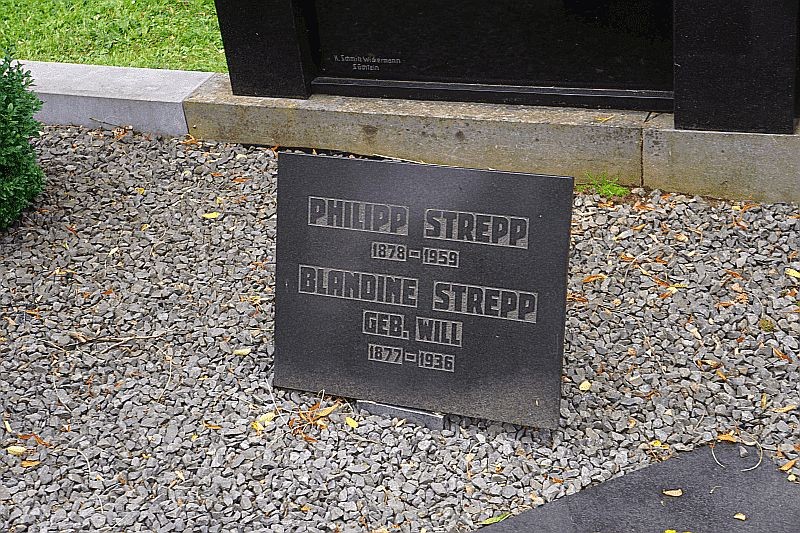 PHILIPP STREPP
1878-1959
BLANDINE STREPP
GEB. WILL
1877-1936